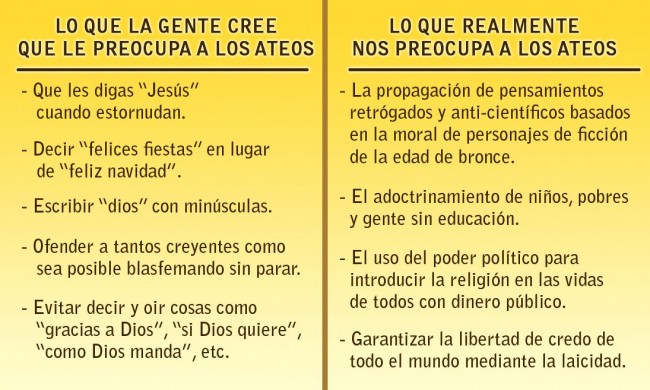 LO QUE LA GENTE CREE
QUE LE PREOCUPA A LOS ATEOS
- Que les digas “Jesús”
cuando estornudan.
- Decir “felices fiestas” en lugar
de “feliz navidad”.
- Escribir “dios” con minúsculas.
- Ofender a tantos creyentes como
sea posible blasfemando sin parar.
- Evitar decir y oir cosas como
“gracias a Dios”, “si Dios quiere”,
“como Dios manda”, etc.
LO QUE REALMENTE
NOS PREOCUPA A LOS ATEOS
- La propagación de pensamientos
retrógados y anti-científicos basados
en la moral de personajes de ficción
de la edad de bronce.
- El adoctrinamiento de niños, pobres
y gente sin educación.
- El uso del poder político para
introducir la religión en las vidas
de todos con dinero público.
- Garantizar la libertad de credo de
todo el mundo mediante la laicidad.